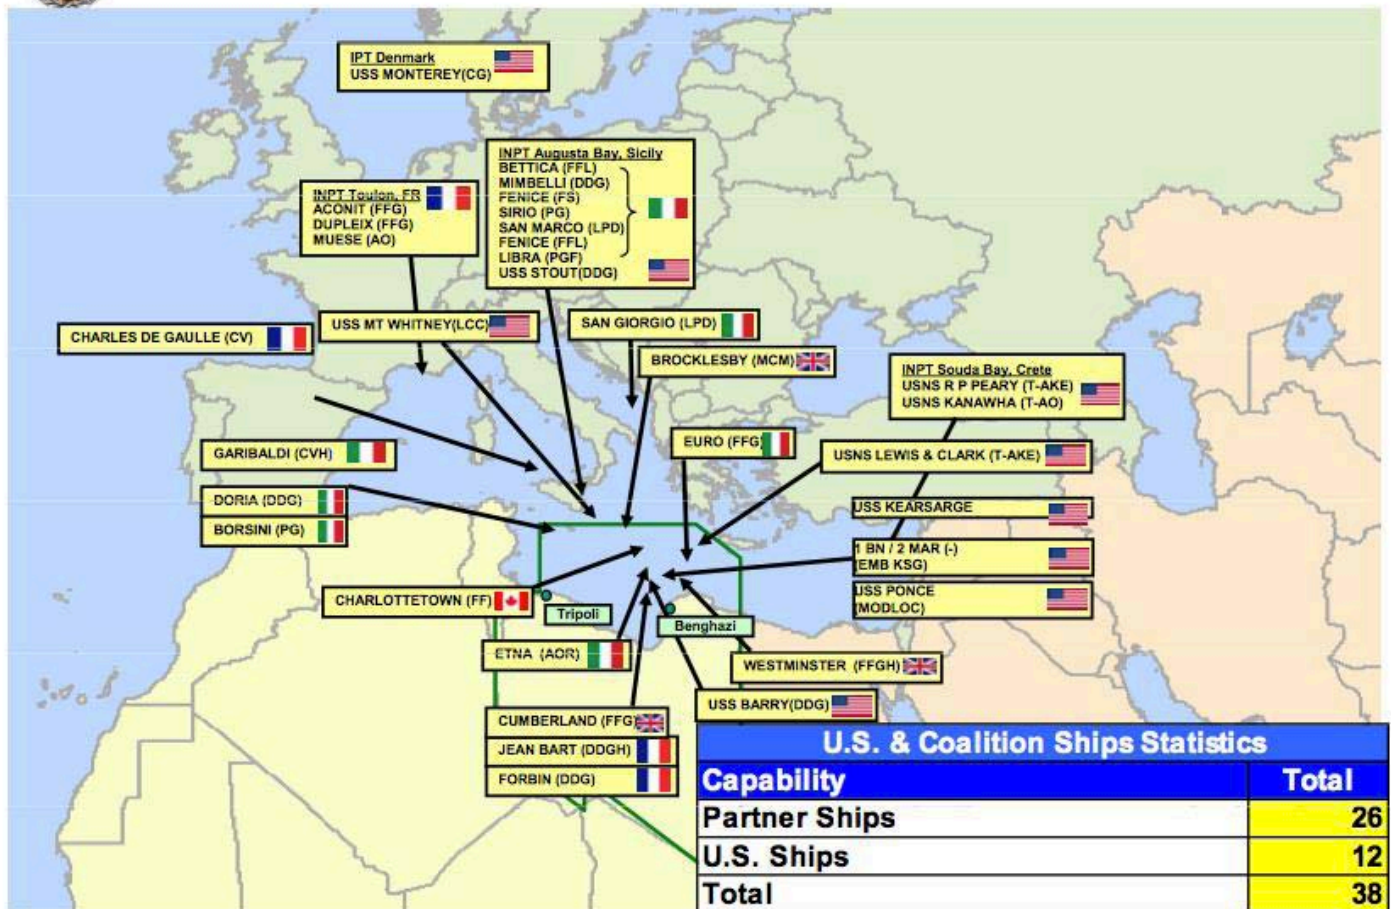 IPT Denmark
USS MONTEREY(CG)
INPT Augusta Bay, Sicily
BETTICA (FFL)
MIMBELLI (DDG)
FENICE (FS)
SIRIO (PG)
SAN MARCO (LPD)
FENICE (FFL)
LIBRA (PGF)
USS STOUT(DDG)
INPT Toulon, FR
ACONIT (FFG)
DUPLEIX (FFG)
MUESE (AO)
CHARLES DE GAULLE (CV)
USS MT WHITNEY(LCC)
SAN GIORGIO (LPD)
BROCKLESBY (MCM)
INPT Souda Bay, Crete
USNS R P PEARY (T-AKE)
USNS KANAWHA (T-AO)
GARIBALDI (CVH)
EURO (FFG)
USNS LEWIS & CLARK (T-AKE)
DORIA (DDG)
BORSINI (PG)
USS KEARSARGE
1 BN / 2 MAR (-)
(EMB KSG)
USS PONCE
(MODLOC)
CHARLOTTETOWN (FF)
Tripoli
Benghazi
ETNA (AOR)
WESTMINSTER (FFGH)
USS BARRY(DDG)
CUMBERLAND (FFG)
JEAN BART (DDGH)
FORBIN (DDG)
U.S. & Coalition Ships Statistics
Capability Total
Partner Ships 26
U.S. Ships 12
Total 38